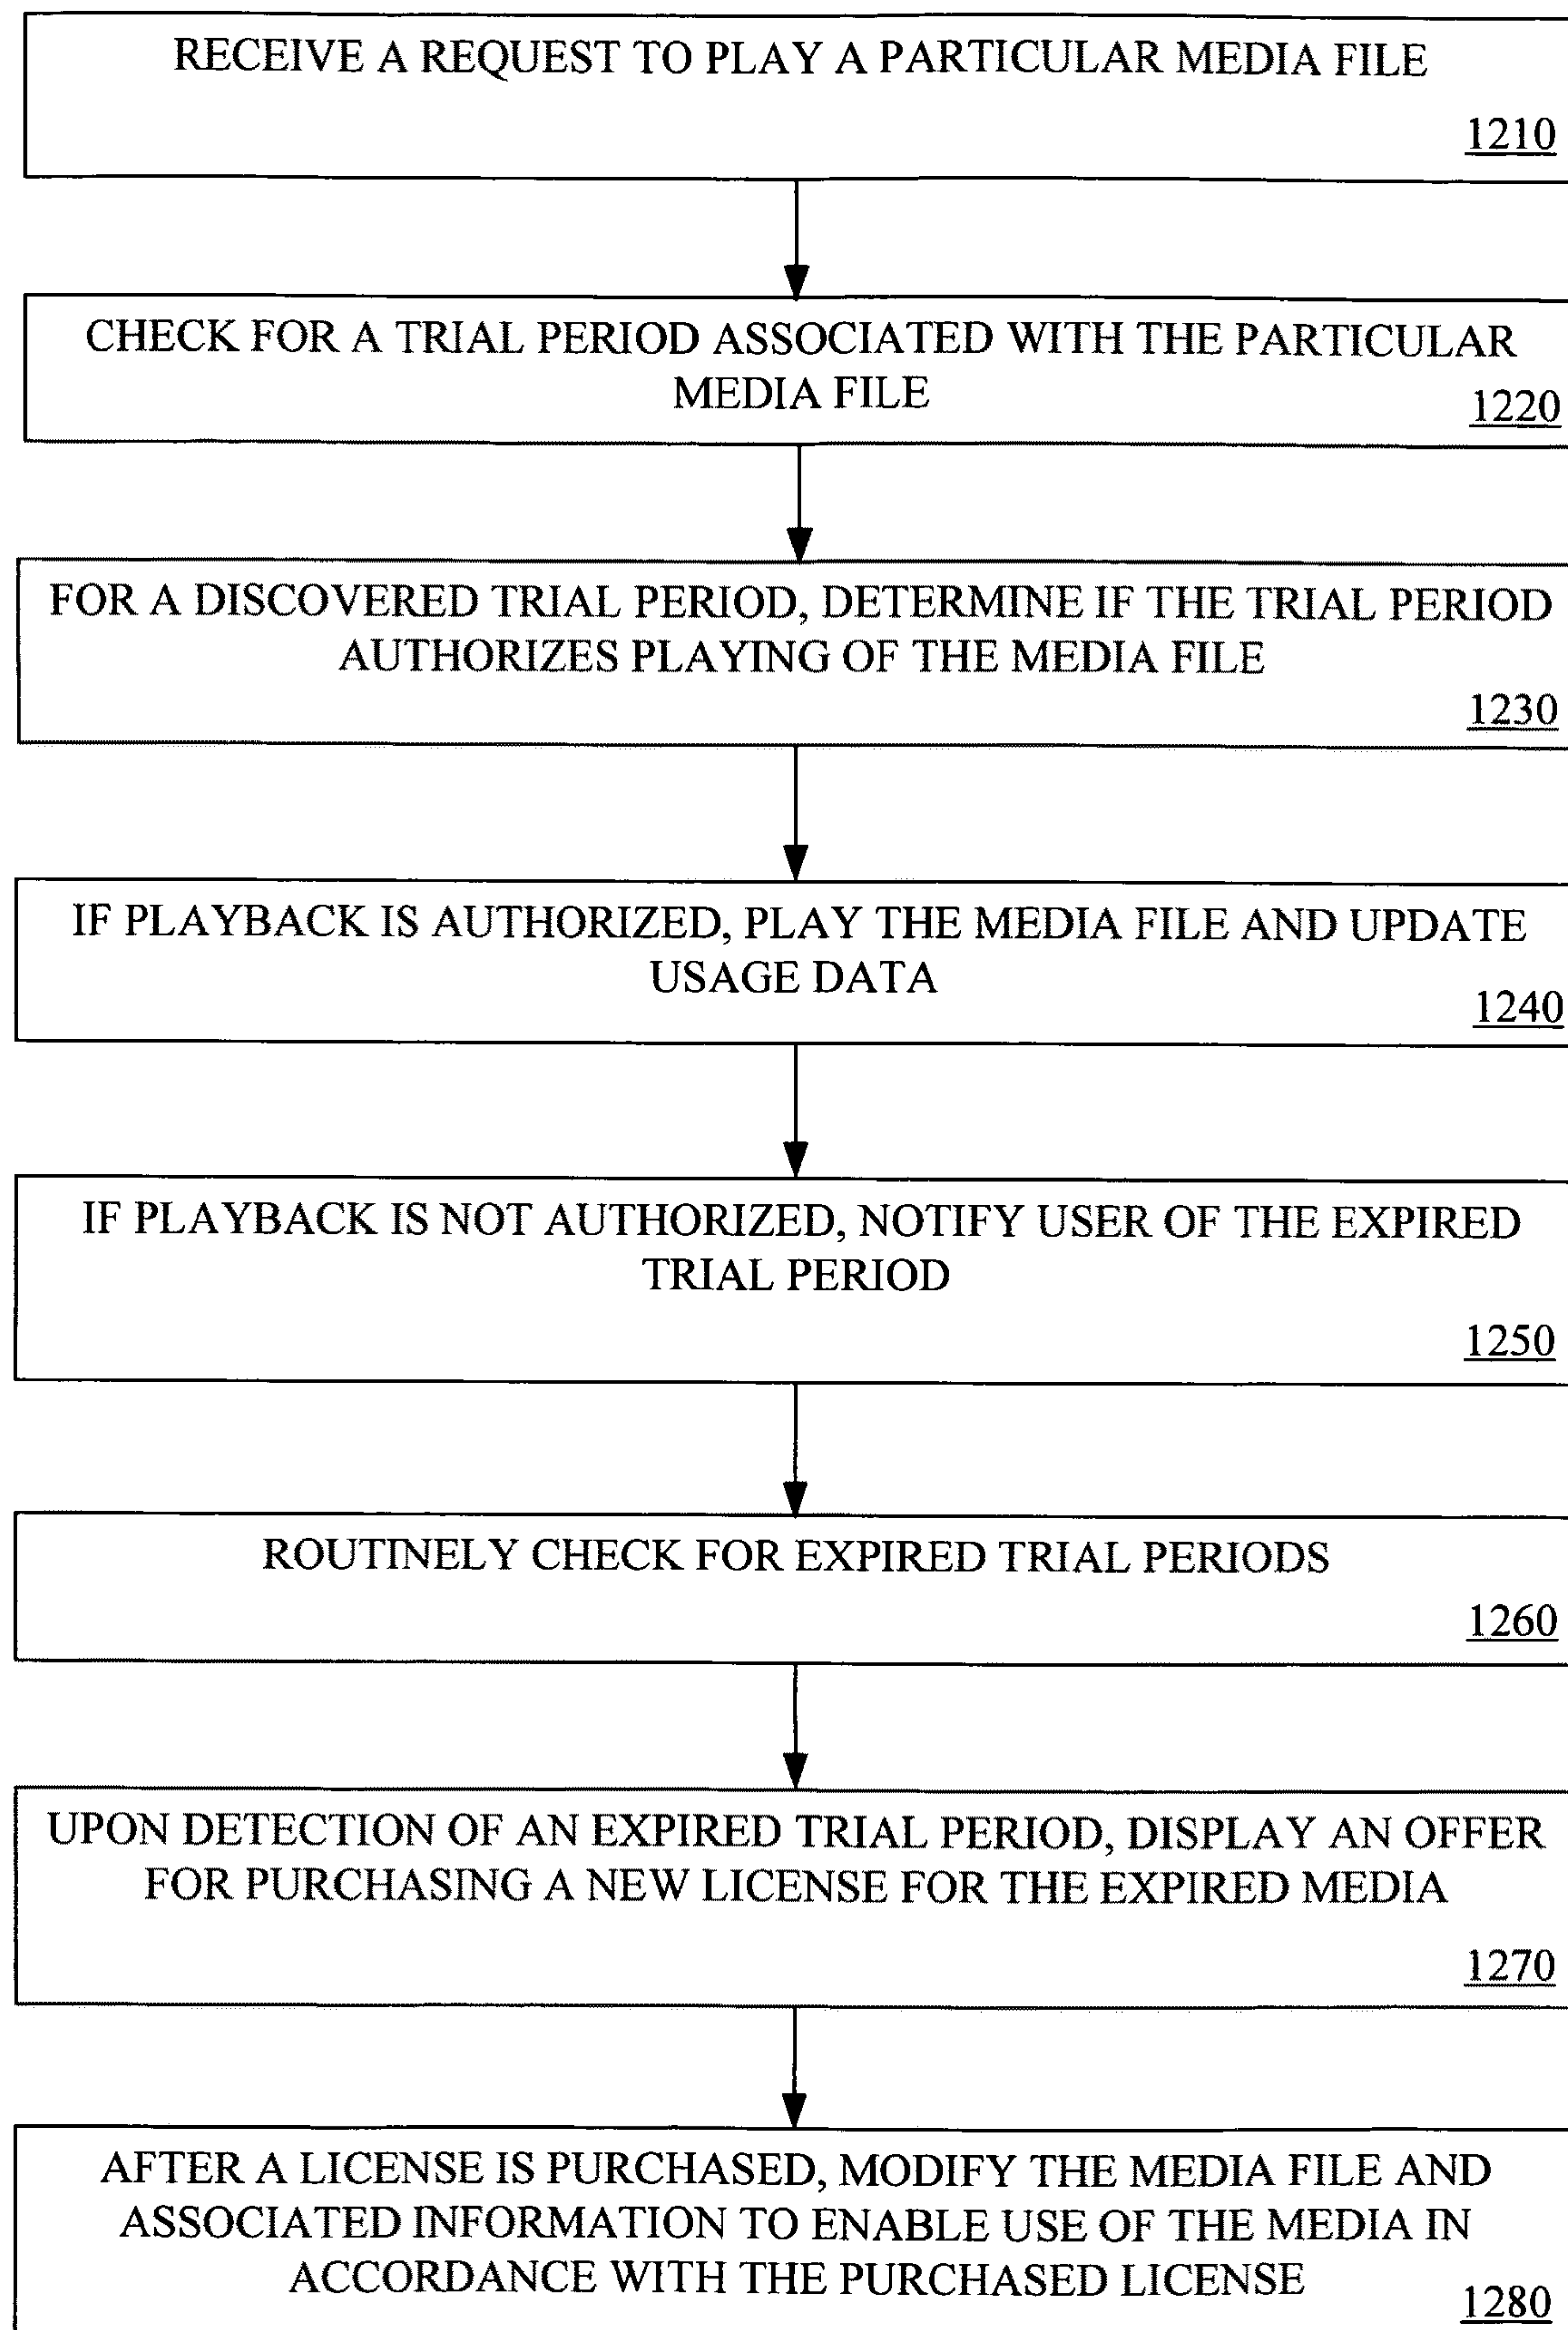 RECEIVE A REQUEST TO PLAY A PARTICULAR MEDIA FILE
1210
CHECK FOR A TRIAL PERIOD ASSOCIATED WITH THE PARTICULAR
MEDIA FILE
1220
FOR A DISCOVERED TRIAL PERIOD, DETERMINE IF THE TRIAL PERIOD
AUTHORIZES PLAYING OF THE MEDIA FILE
1230
IF PLAYBACK IS AUTHORIZED, PLAY THE MEDIA FILE AND UPDATE
USAGE DATA
1240
IF PLAYBACK IS NOT AUTHORIZED, NOTIFY USER OF THE EXPIRED
TRIAL PERIOD
1250
ROUTINELY CHECK FOR EXPIRED TRIAL PERIODS
1260
UPON DETECTION OF AN EXPIRED TRIAL PERIOD, DISPLAY AN OFFER
FOR PURCHASING A NEW LICENSE FOR THE EXPIRED MEDIA
1270
AFTER A LICENSE IS PURCHASED, MODIFY THE MEDIA FILE AND
ASSOCIATED INFORMATION TO ENABLE USE OF THE MEDIA IN
ACCORDANCE WITH THE PURCHASED LICENSE
1280